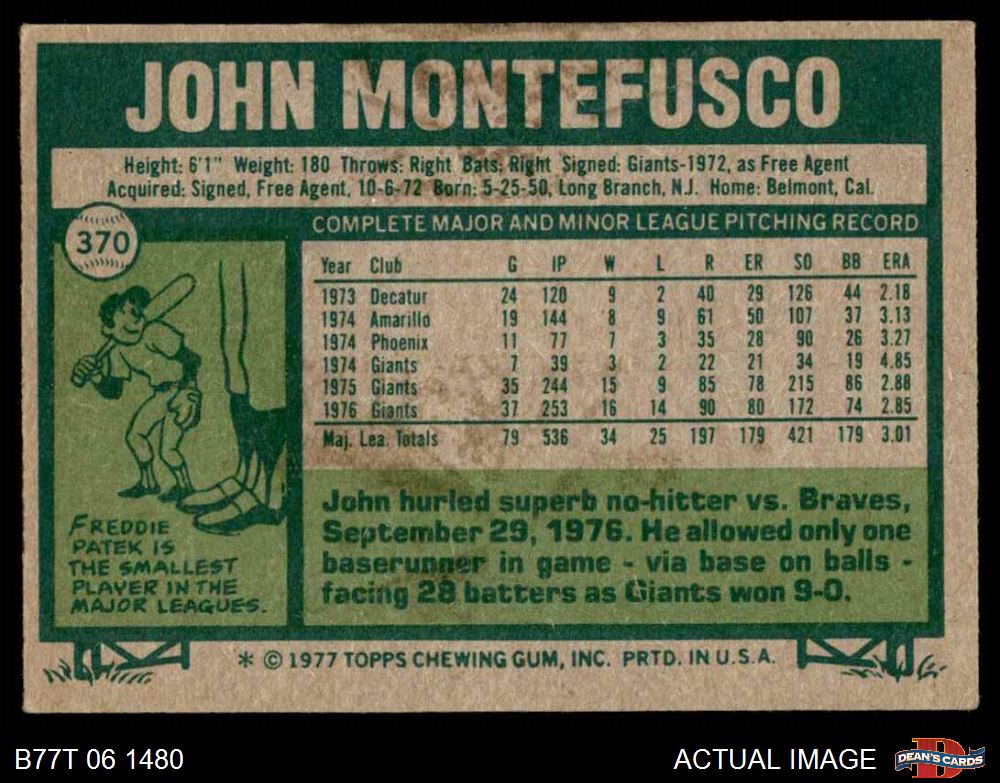 JOHN MONTEFUSCO
Height: 6'1" Weight: 180 Throws: Right Bats: Right Signed: Giants-1972, as Free Agent
Acquired: Signed, Free Agent, 10-6-72 Born: 5-25-50, Long Branch, N.J. Home: Belmont, Cal.
370
COMPLETE MAJOR AND MINOR LEAGUE PITCHING RECORD
Year Club G IP W L R ER SO BB ERA
1973 Decatur 24 120 9 2 40 29 126 44 2.18
1974 Amarillo 19 144 8 9 61 50 107 37 3.13
1974 Phoenix 11 77 7 3 35 28 90 26 3.27
1974 Giants 7 39 3 2 22 21 34 19 4.85
1975 Giants 35 244 15 9 85 78 215 86 2.88
1976 Giants 37 253 16 14 90 80 172 74 2.85
Maj. Lea. Totals 79 536 34 25 197 179 421 179 3.01
FREDDIE
PATEK IS
THE SMALLEST
PLAYER IN THE
MAJOR LEAGUES.
John hurled superb no-hitter vs. Braves,
September 29, 1976. He allowed only one
baserunner in game - via base on balls -
facing 28 batters as Giants won 9-0.
* © 1977 TOPPS CHEWING GUM, INC. PRTD. IN U.S.A.
B77T 06 1480
ACTUAL IMAGE
D
DEAN'S CARDS